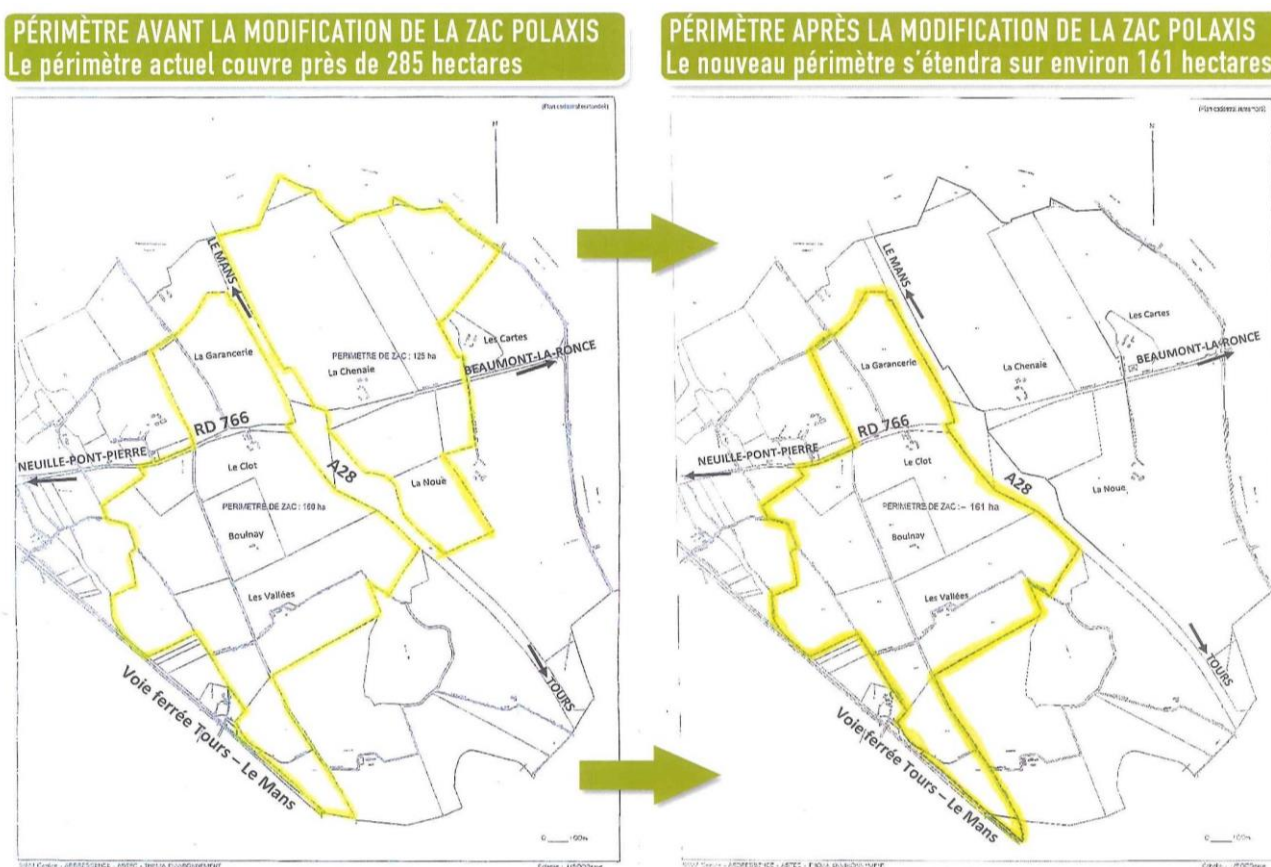 PÉRIMÈTRE AVANT LA MODIFICATION DE LA ZAC POLAXIS
Le périmètre actuel couvre près de 285 hectares
N
LE MANS
La Garancerie
PERIMETRE DE ZAC : 125 ha
La Chenaie
Les Cartes
BEAUMONT-LA-RONCE
RD 766
NEUILLE-PONT-PIERRE
Le Clot
A28
La Noue
PERIMETRE DE ZAC : 160 ha
Boulnay
Les Vallées
TOURS
Voie ferrée Tours – Le Mans
0 100m
PÉRIMÈTRE APRÈS LA MODIFICATION DE LA ZAC POLAXIS
Le nouveau périmètre s'étendra sur environ 161 hectares
N
LE MANS
La Garancerie
La Chenaie
Les Cartes
BEAUMONT-LA-RONCE
RD 766
NEUILLE-PONT-PIERRE
Le Clot
A28
La Noue
PERIMETRE DE ZAC : ~ 161 ha
Boulnay
Les Vallées
TOURS
Voie ferrée Tours – Le Mans
0 100m